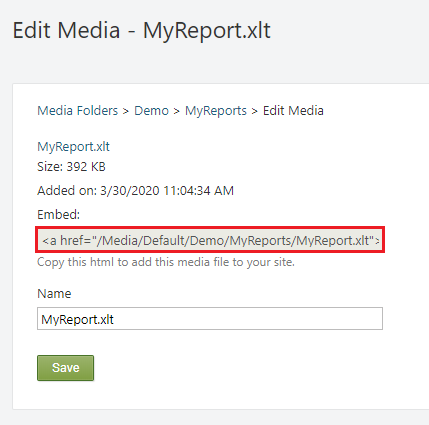 Edit Media - MyReport.xlt
Media Folders > Demo > MyReports > Edit Media
MyReport.xlt
Size: 392 KB
Added on: 3/30/2020 11:04:34 AM
Embed:
<a href="/Media/Default/Demo/MyReports/MyReport.xlt">
Copy this html to add this media file to your site.
Name
MyReport.xlt
Save